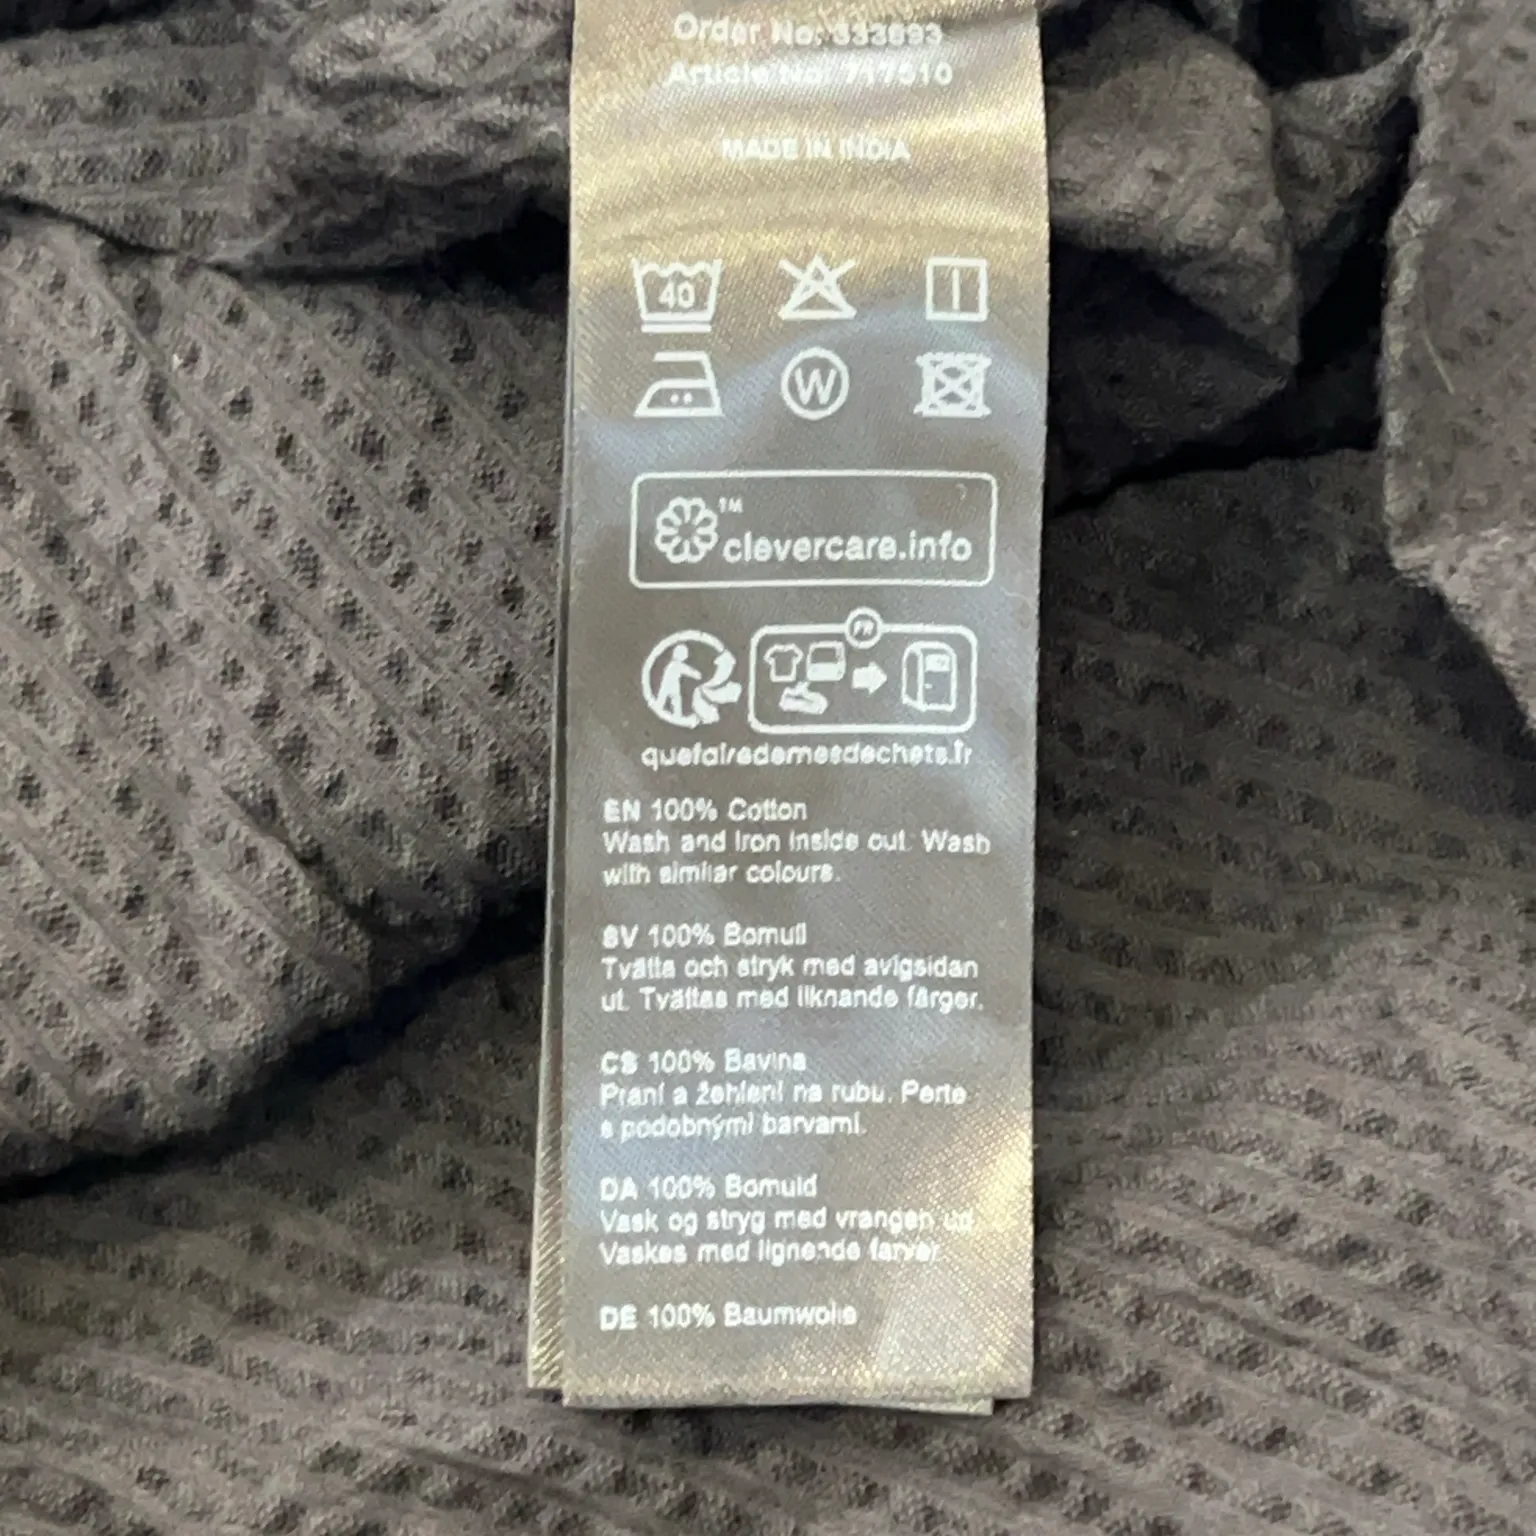 Order No: 333893
Article No: 717510
MADE IN INDIA
40
W
TM
clevercare.info
FR
quefairedemesdechets.fr
EN 100% Cotton
Wash and iron inside out. Wash
with similar colours.
SV 100% Bomull
Tvätta och stryk med avigsidan
ut. Tvättas med liknande färger.
CS 100% Bavlna
Praní a žehlení na rubu. Perte
s podobnými barvami.
DA 100% Bomuld
Vask og stryg med vrangen ud.
Vaskes med lignende farver.
DE 100% Baumwolle